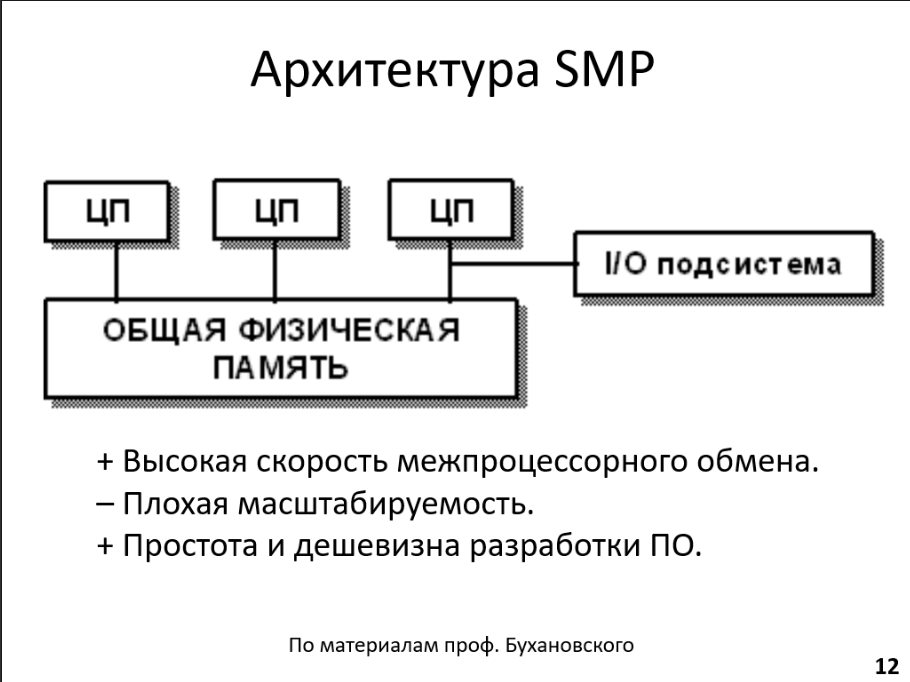 Архитектура SMP
ЦП
ЦП
ЦП
I/O подсистема
ОБЩАЯ ФИЗИЧЕСКАЯ
ПАМЯТЬ
+ Высокая скорость межпроцессорного обмена.
– Плохая масштабируемость.
+ Простота и дешевизна разработки ПО.
По материалам проф. Бухановского
12